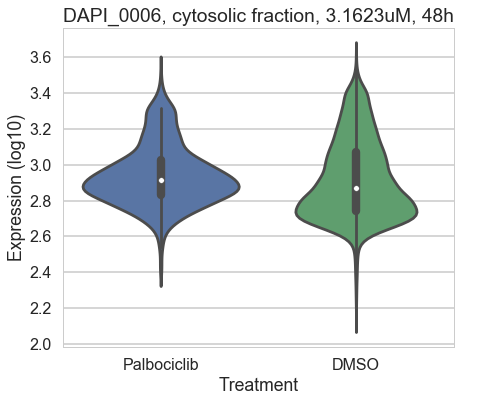 DAPI_0006, cytosolic fraction, 3.1623uM, 48h
Expression (log10)
3.6
3.4
3.2
3.0
2.8
2.6
2.4
2.2
2.0
Palbociclib DMSO
Treatment